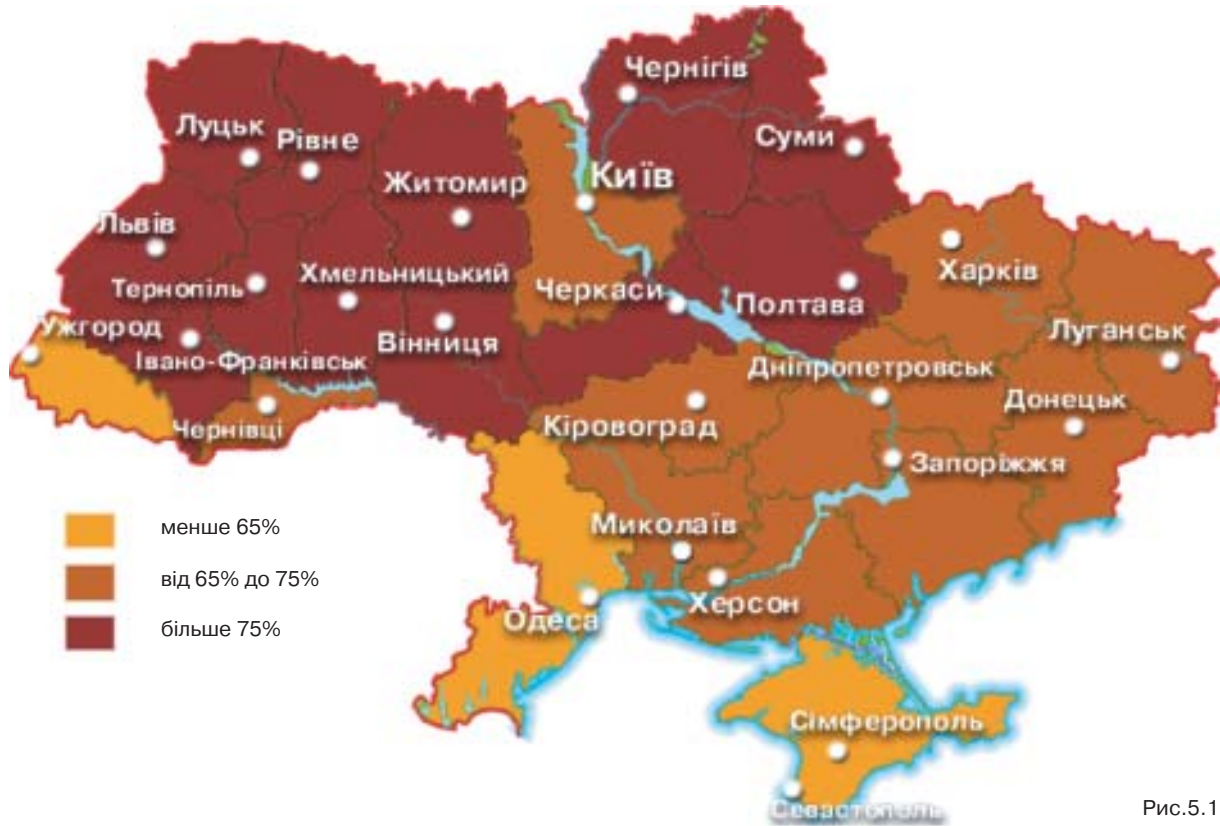 Чернігів
Луцьк
Рівне
Суми
Житомир
Київ
Львів
Хмельницький
Харків
Тернопіль
Черкаси
Полтава
Ужгород
Луганськ
Вінниця
Івано-Франківськ
Дніпропетровськ
Донецьк
Чернівці
Кіровоград
Запоріжжя
менше 65%
Миколаїв
від 65% до 75%
Херсон
Одеса
більше 75%
Сімферополь
Севастополь
Рис.5.1